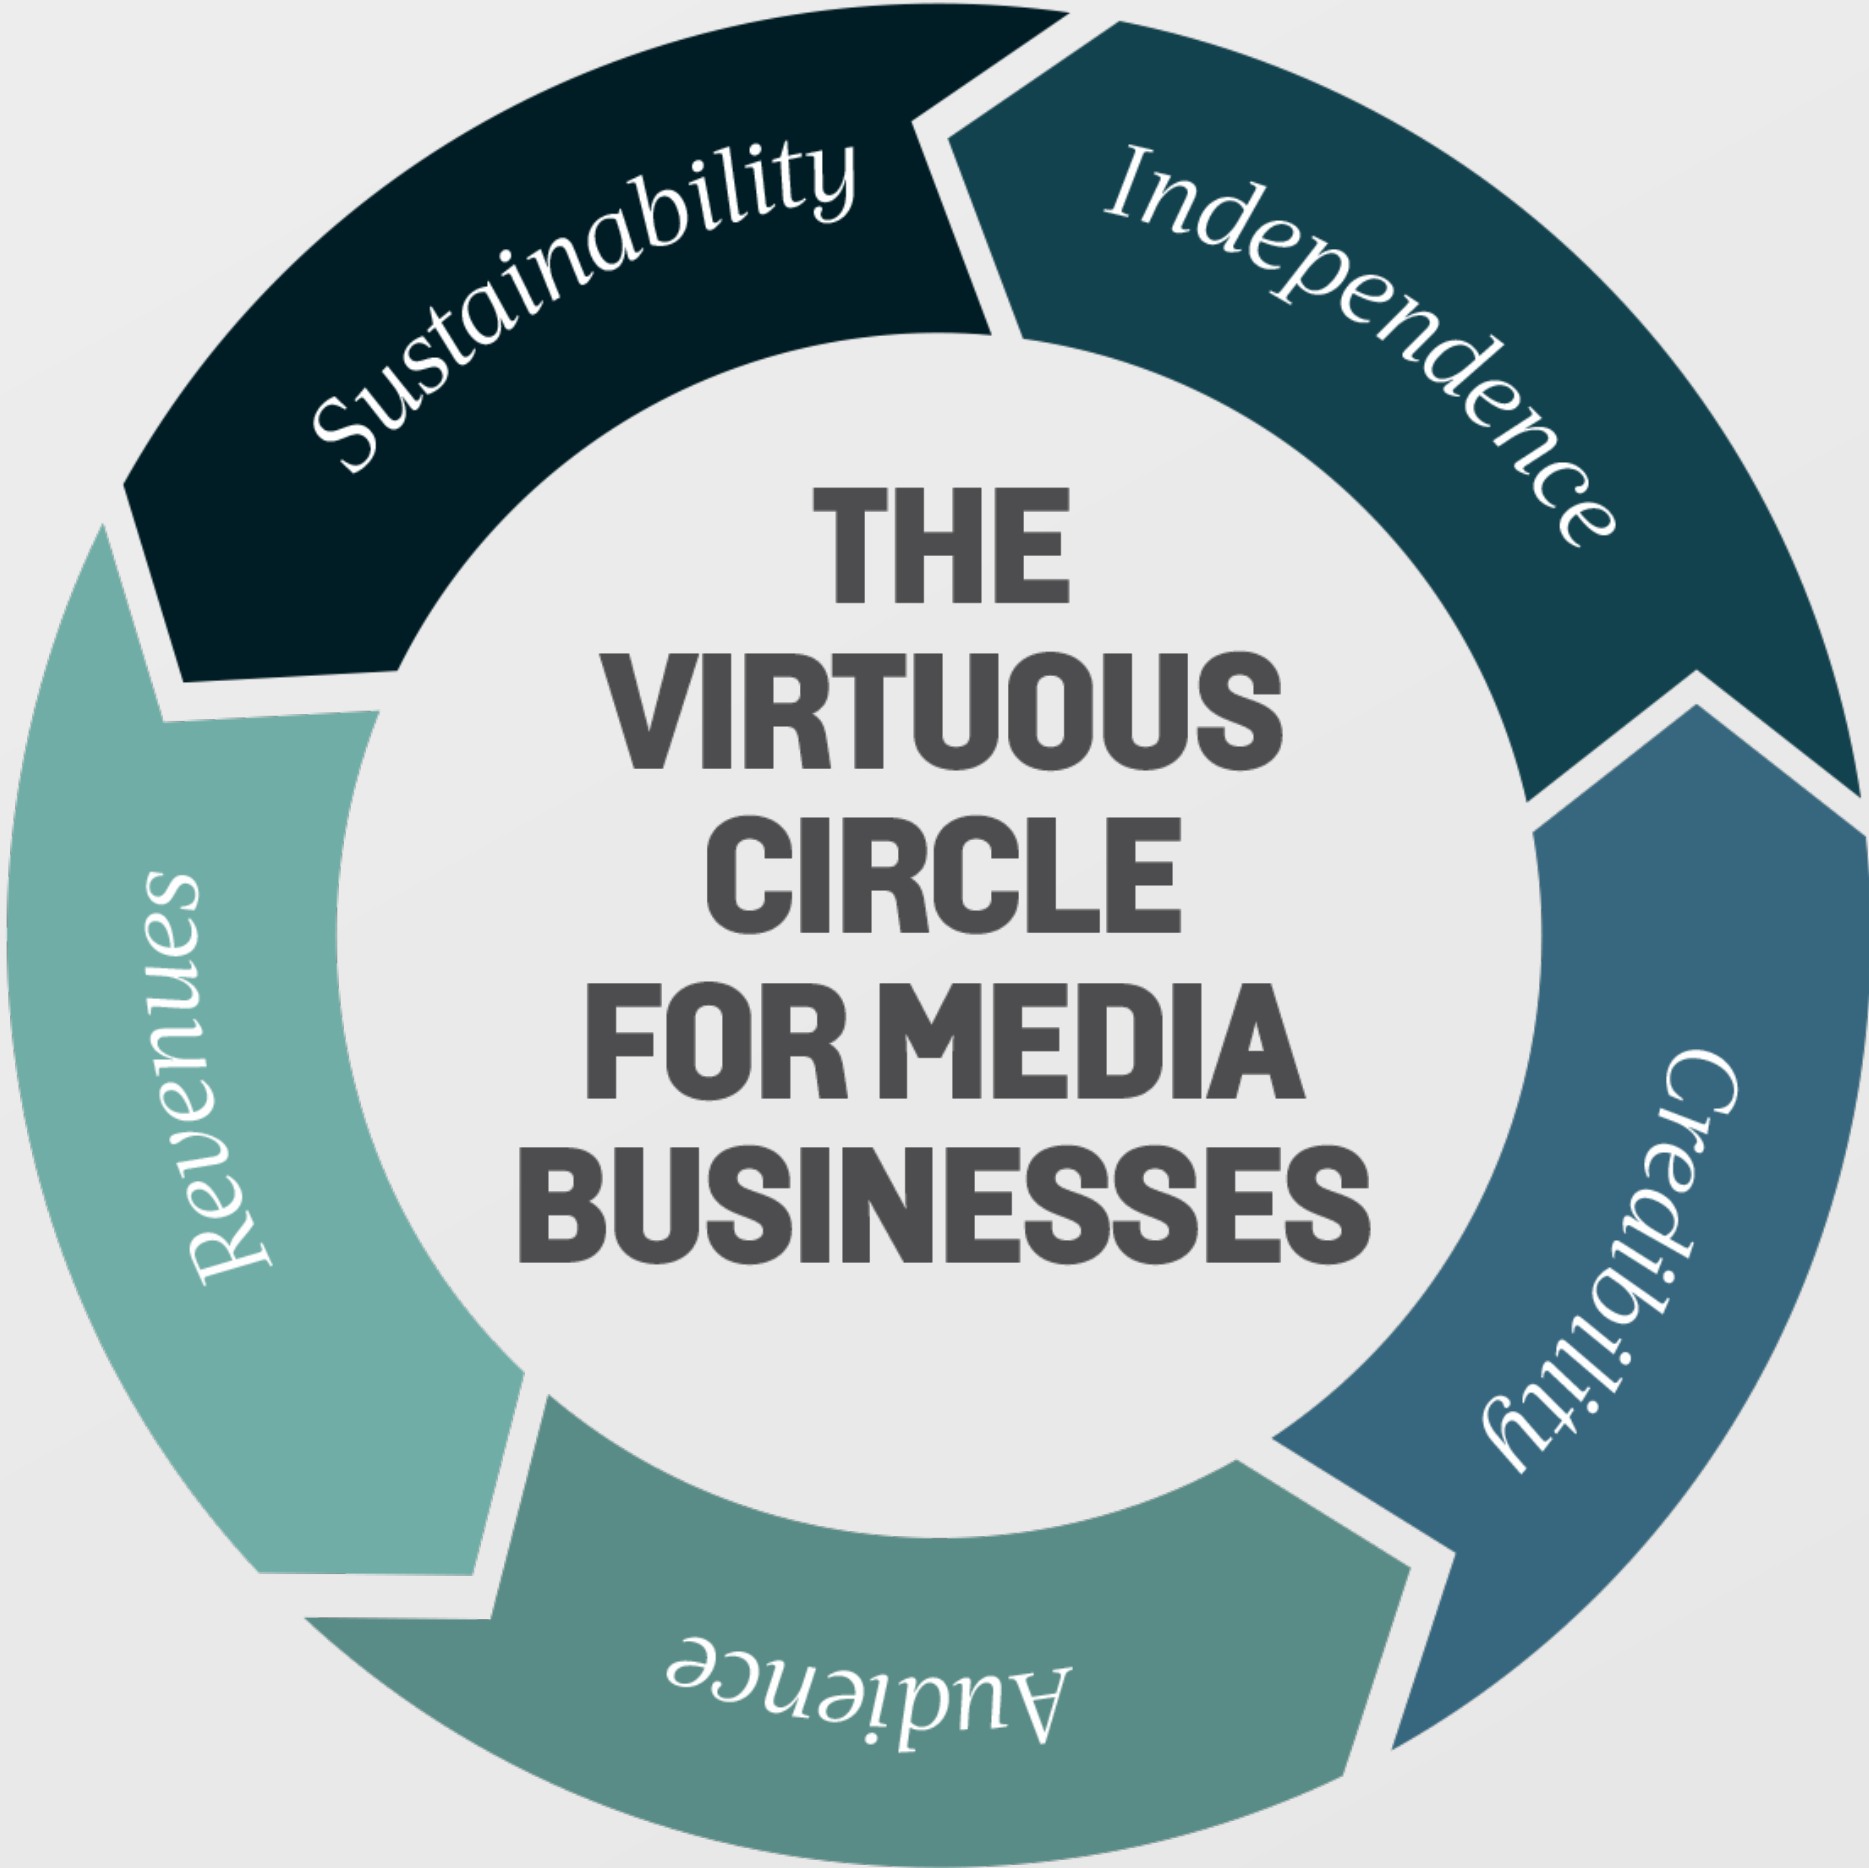 Sustainability
Independence
Credibility
Audience
Revenues
THE
VIRTUOUS
CIRCLE
FOR MEDIA
BUSINESSES